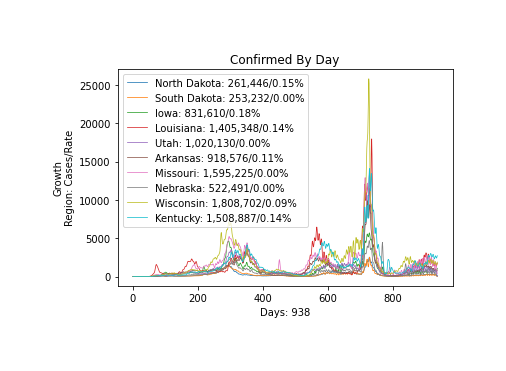 Confirmed By Day
25000
20000
15000
10000
5000
0
Growth
Region: Cases/Rate
North Dakota: 261,446/0.15%
South Dakota: 253,232/0.00%
Iowa: 831,610/0.18%
Louisiana: 1,405,348/0.14%
Utah: 1,020,130/0.00%
Arkansas: 918,576/0.11%
Missouri: 1,595,225/0.00%
Nebraska: 522,491/0.00%
Wisconsin: 1,808,702/0.09%
Kentucky: 1,508,887/0.14%
0 200 400 600 800
Days: 938